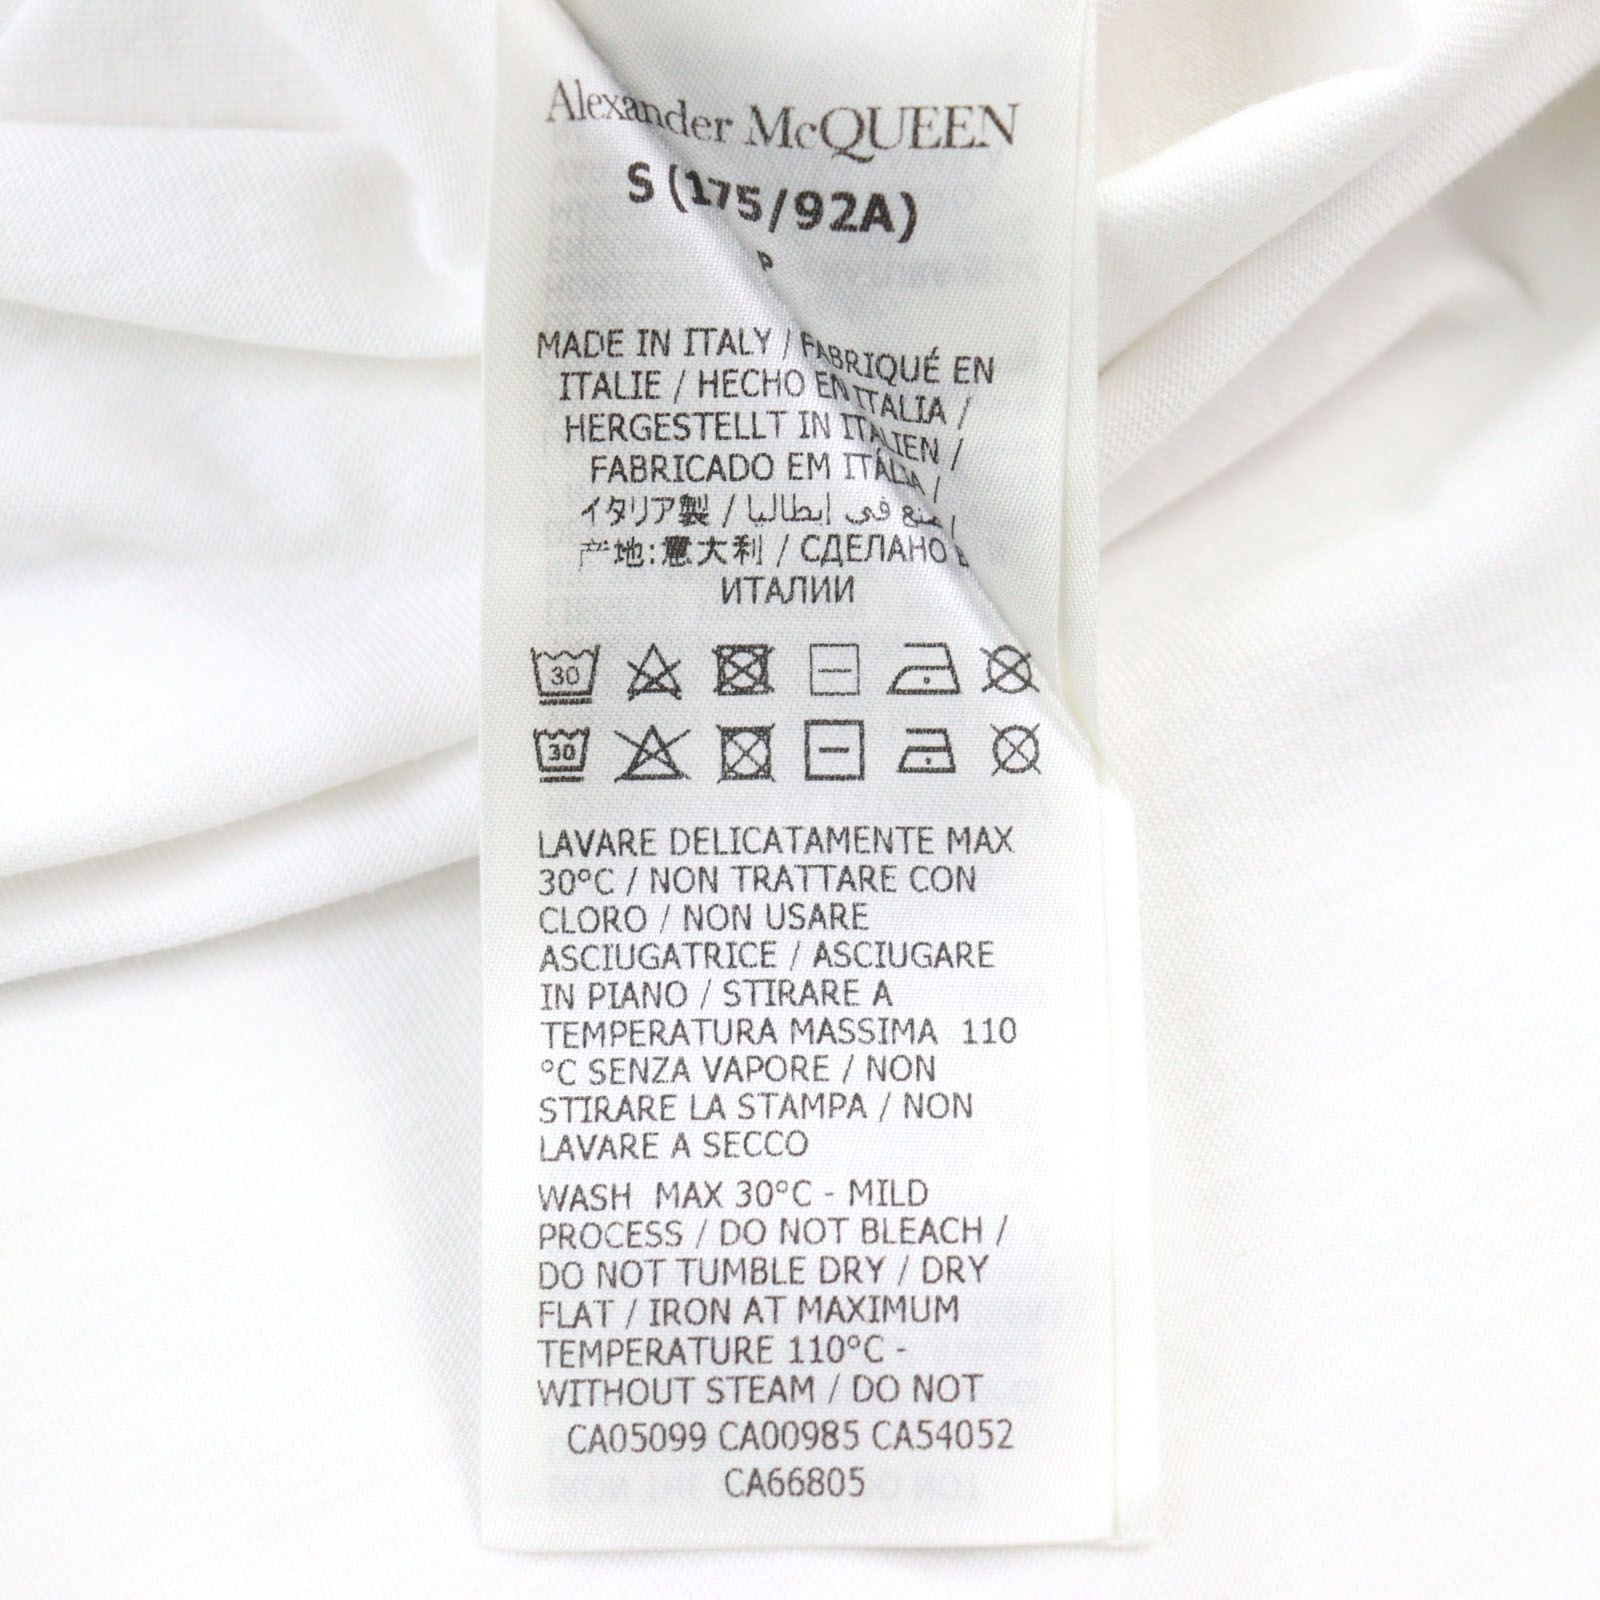 Alexander McQUEEN
S (175/92A)
P
MADE IN ITALY / FABRIQUÉ EN
ITALIE / HECHO EN ITALIA /
HERGESTELLT IN ITALIEN /
FABRICADO EM ITÁLIA /
イタリア製 / صنع في إيطاليا /
产地:意大利 / СДЕЛАНО В
ИТАЛИИ
30
30
LAVARE DELICATAMENTE MAX
30°C / NON TRATTARE CON
CLORO / NON USARE
ASCIUGATRICE / ASCIUGARE
IN PIANO / STIRARE A
TEMPERATURA MASSIMA 110
°C SENZA VAPORE / NON
STIRARE LA STAMPA / NON
LAVARE A SECCO
WASH MAX 30°C - MILD
PROCESS / DO NOT BLEACH /
DO NOT TUMBLE DRY / DRY
FLAT / IRON AT MAXIMUM
TEMPERATURE 110°C -
WITHOUT STEAM / DO NOT
CA05099 CA00985 CA54052
CA66805